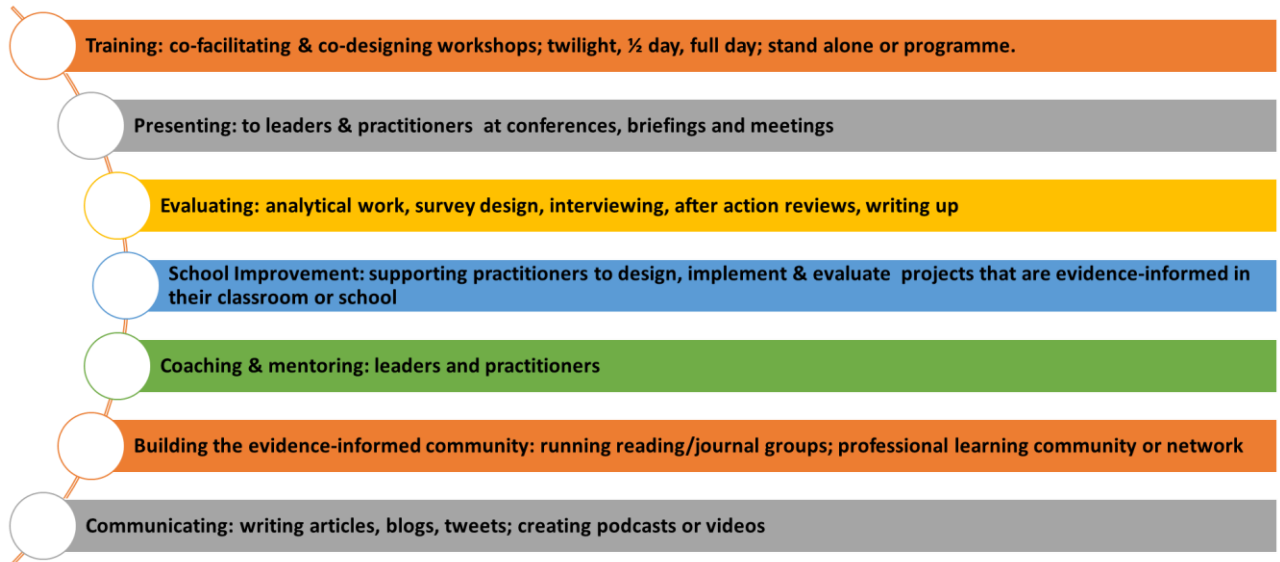 Training: co-facilitating & co-designing workshops; twilight, ½ day, full day; stand alone or programme.
Presenting: to leaders & practitioners at conferences, briefings and meetings
Evaluating: analytical work, survey design, interviewing, after action reviews, writing up
School Improvement: supporting practitioners to design, implement & evaluate projects that are evidence-informed in
their classroom or school
Coaching & mentoring: leaders and practitioners
Building the evidence-informed community: running reading/journal groups; professional learning community or network
Communicating: writing articles, blogs, tweets; creating podcasts or videos